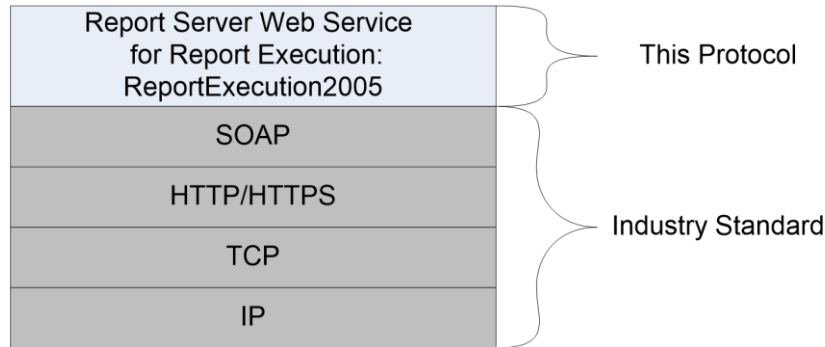 Report Server Web Service
for Report Execution:
ReportExecution2005
This Protocol
SOAP
HTTP/HTTPS
TCP
IP
Industry Standard